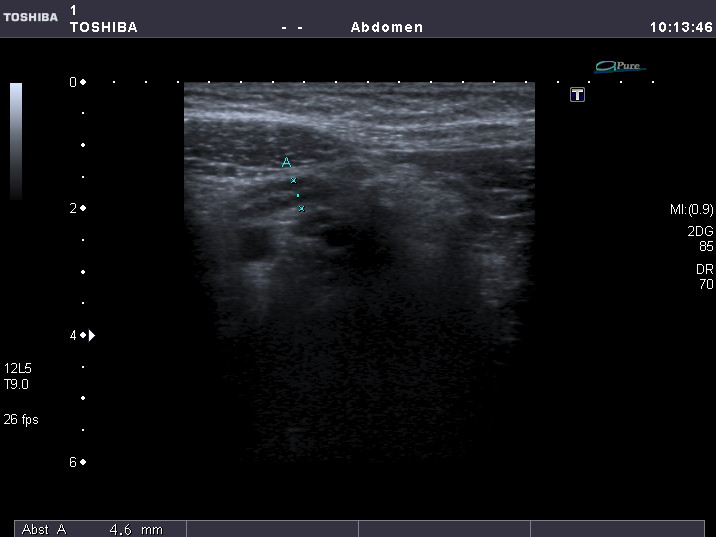 TOSHIBA
1
TOSHIBA - - Abdomen 10:13:46
APure
T
0
A
2
MI:(0.9)
2DG
85
DR
70
4
12L5
T9.0
26 fps
6
Abst A 4.6 mm